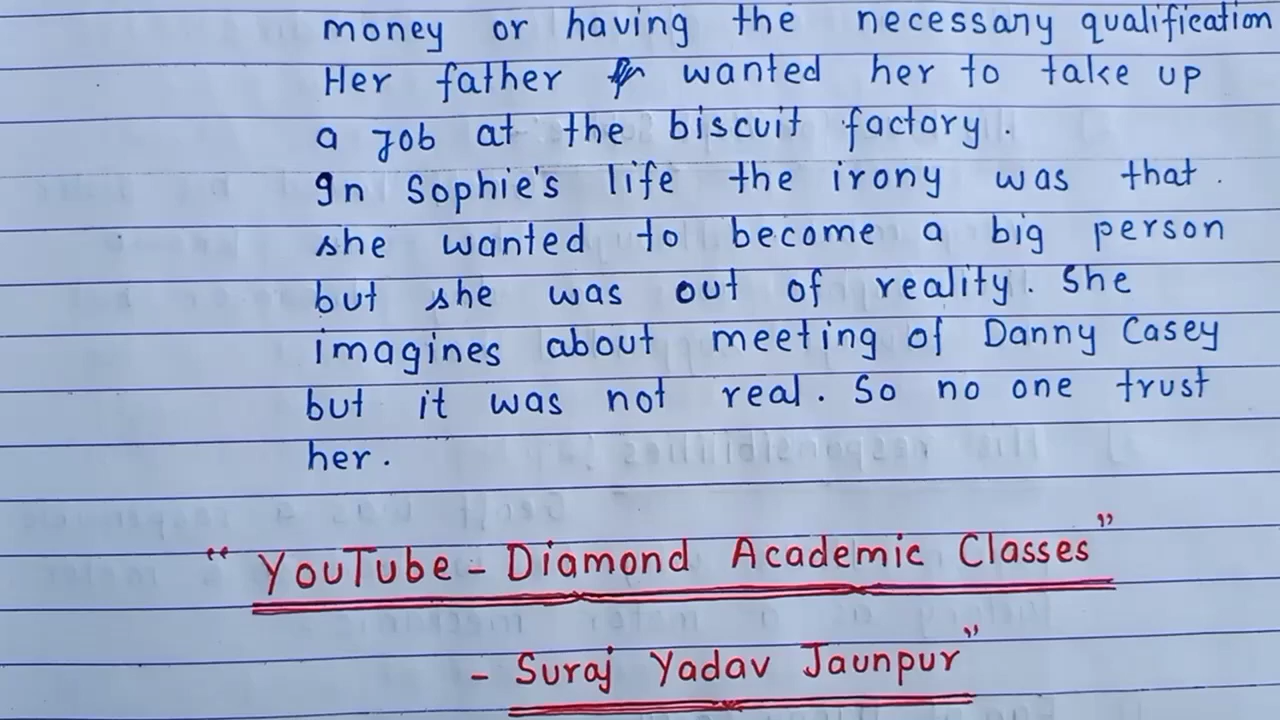 money or having the necessary qualification
Her father wanted her to take up
a job at the biscuit factory.
In Sophie's life the irony was that.
she wanted to become a big person
but she was out of reality. She
imagines about meeting of Danny Casey
but it was not real. So no one trust
her.
"YouTube - Diamond Academic Classes"
- Suraj Yadav Jaunpur"